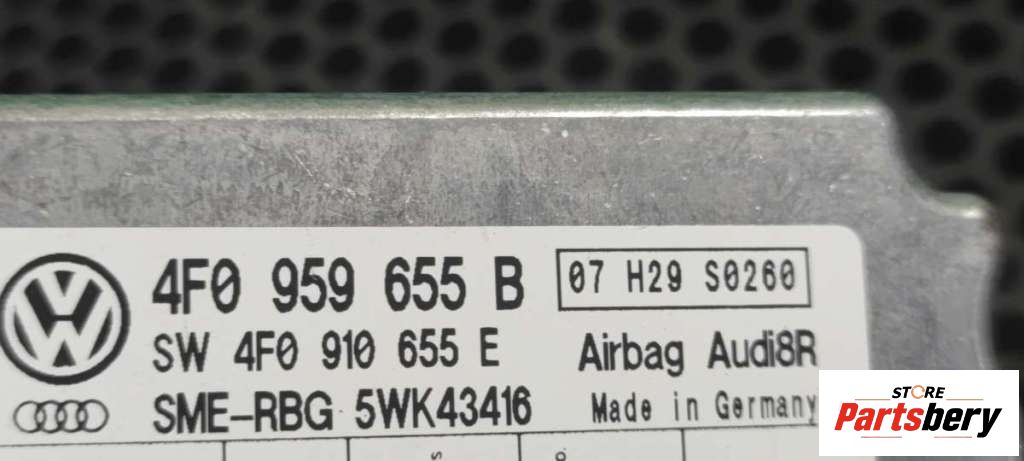 4F0 959 655 B
07 H29 S0260
SW 4F0 910 655 E
Airbag Audi8R
SME-RBG 5WK43416
Made in Germany
STORE
Partsbery